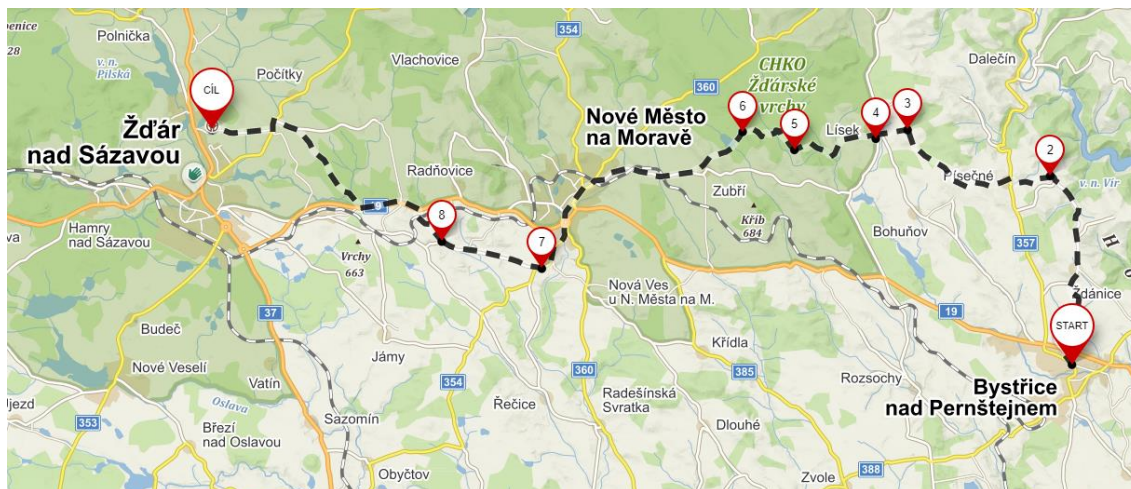 Polnička
v. n.
Pilská
CÍL
Počítky
Vlachovice
354
360
CHKO
Žďárské
vrchy
Dalečín
Žďár
nad Sázavou
Nové Město
na Moravě
6
5
Lísek
4
3
2
Písečné
v. n. Vír
Radňovice
Zubří
Křib
684
Bohuňov
357
Hamry
nad Sázavou
19
8
7
Vrchy
663
Nová Ves
u N. Města na M.
Ždánice
START
19
37
Budeč
Nové Veselí
Vatín
Jámy
354
360
Křídla
385
Rozsochy
Bystřice
nad Pernštejnem
Oslava
353
Březí
nad Oslavou
Sazomín
Řečice
Radešínská
Svratka
Dlouhé
Obyčtov
Zvole
388